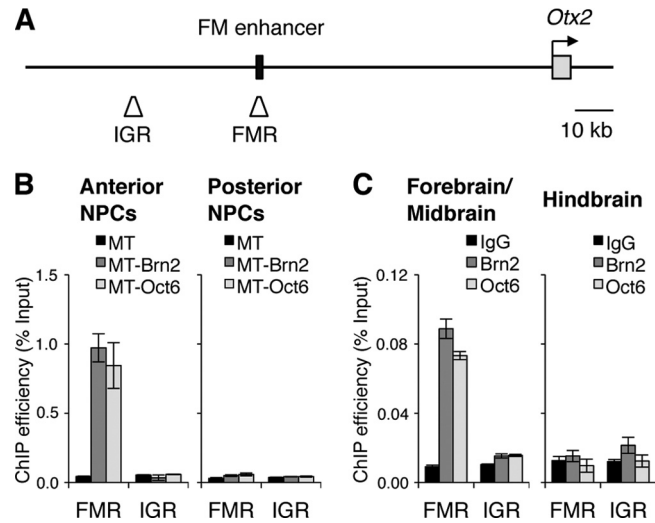 A
Otx2
FM enhancer
IGR
FMR
10 kb
B
Anterior NPCs
MT
MT-Brn2
MT-Oct6
Posterior NPCs
MT
MT-Brn2
MT-Oct6
ChIP efficiency (% Input)
1.5
1.0
0.5
0.0
FMR IGR
FMR IGR
C
Forebrain/
Midbrain
IgG
Brn2
Oct6
Hindbrain
IgG
Brn2
Oct6
ChIP efficiency (% Input)
0.12
0.08
0.04
0.00
FMR IGR
FMR IGR